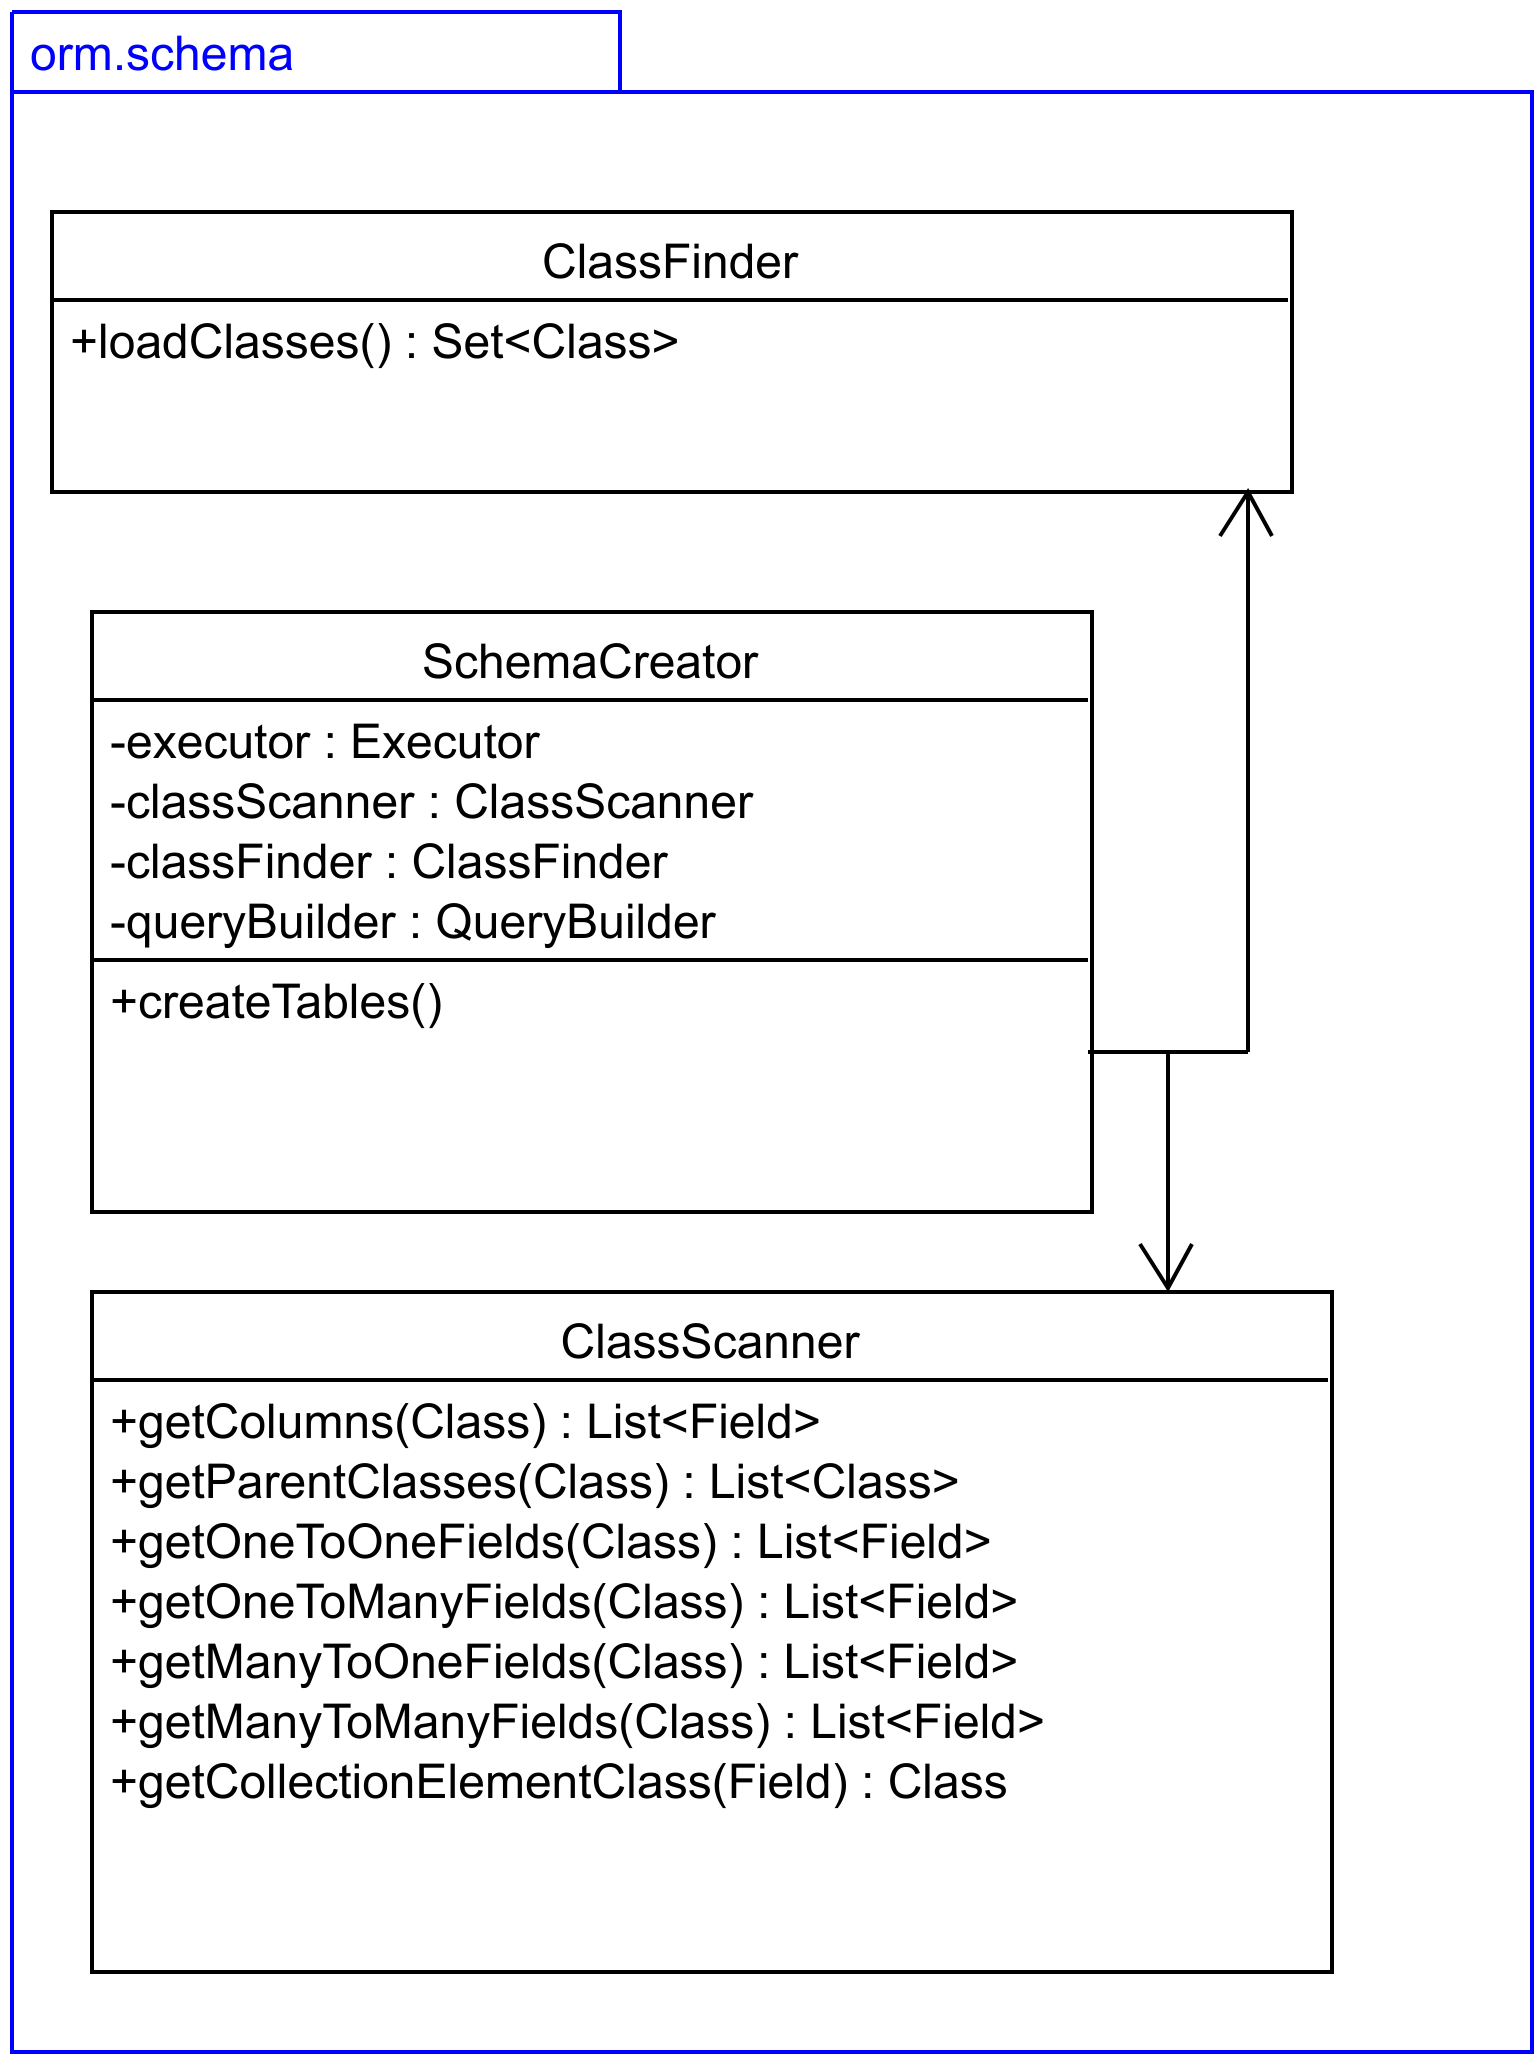 orm.schema
ClassFinder
+loadClasses() : Set<Class>
SchemaCreator
-executor : Executor
-classScanner : ClassScanner
-classFinder : ClassFinder
-queryBuilder : QueryBuilder
+createTables()
ClassScanner
+getColumns(Class) : List<Field>
+getParentClasses(Class) : List<Class>
+getOneToOneFields(Class) : List<Field>
+getOneToManyFields(Class) : List<Field>
+getManyToOneFields(Class) : List<Field>
+getManyToManyFields(Class) : List<Field>
+getCollectionElementClass(Field) : Class